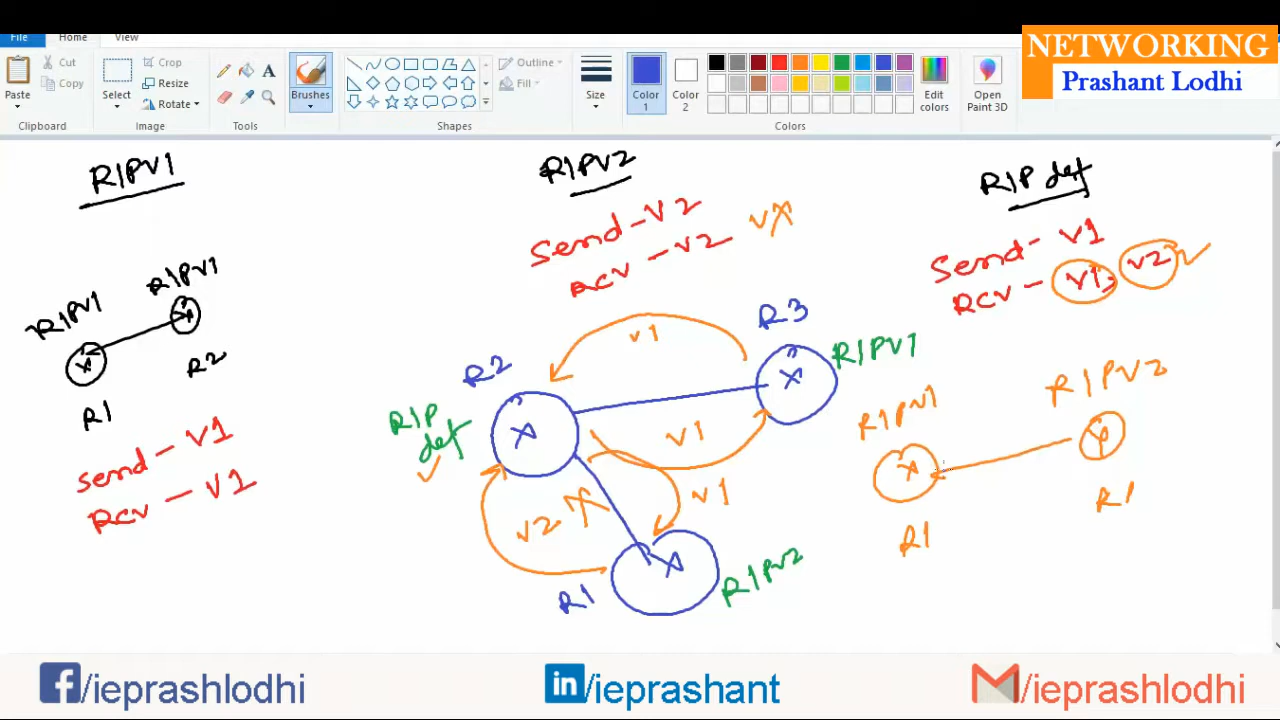 File Home View
NETWORKING
Prashant Lodhi
Paste
Cut
Copy
Clipboard
Select
Crop
Resize
Rotate
Image
A
Tools
Brushes
Shapes
Outline
Fill
Size
Color 1
Color 2
Colors
Edit colors
Open Paint 3D
RIPV1
RIPV1
RIPV1
R1
R2
Send - V1
RCV - V1
RIPV2
Send - V2
RCV - V2
V1
R2
R3
RIP def
RIPV1
V1
V1
V2
V1
R1
RIPV2
RIP def
Send - V1
RCV - V1, V2
RIPV1
RIPV2
R1
R1
/ieprashlodhi
in/ieprashant
/ieprashlodhi